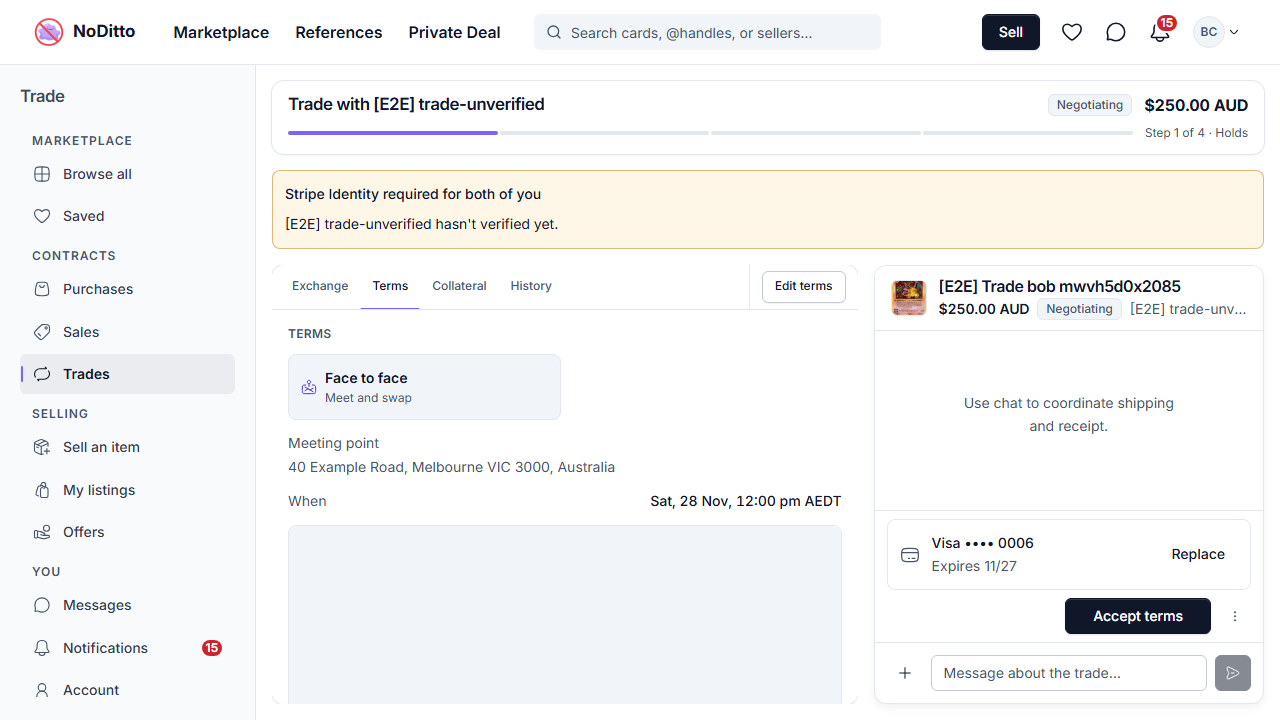 NoDitto
Marketplace
References
Private Deal
Search cards, @handles, or sellers...
Sell
15
BC
Trade
MARKETPLACE
Browse all
Saved
CONTRACTS
Purchases
Sales
Trades
SELLING
Sell an item
My listings
Offers
YOU
Messages
Notifications
15
Account
Trade with [E2E] trade-unverified
Negotiating
$250.00 AUD
Step 1 of 4 · Holds
Stripe Identity required for both of you
[E2E] trade-unverified hasn't verified yet.
Exchange
Terms
Collateral
History
Edit terms
TERMS
Face to face
Meet and swap
Meeting point
40 Example Road, Melbourne VIC 3000, Australia
When
Sat, 28 Nov, 12:00 pm AEDT
[E2E] Trade bob mwvh5d0x2085
$250.00 AUD
Negotiating
[E2E] trade-unv...
Use chat to coordinate shipping
and receipt.
Visa •••• 0006
Expires 11/27
Replace
Accept terms
Message about the trade...